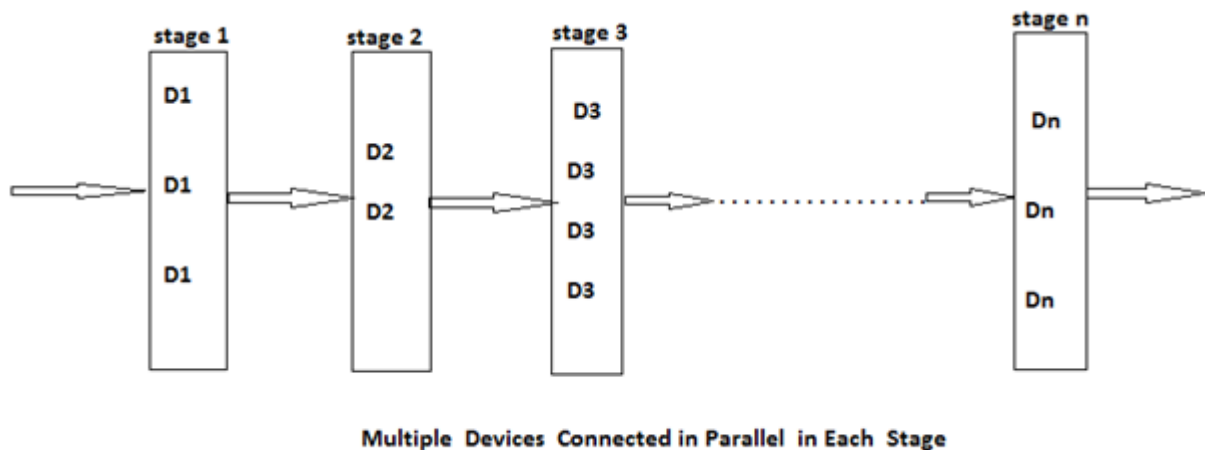 stage 1
stage 2
stage 3
stage n
D1
D1
D1
D2
D2
D3
D3
D3
D3
Dn
Dn
Dn
Multiple Devices Connected in Parallel in Each Stage